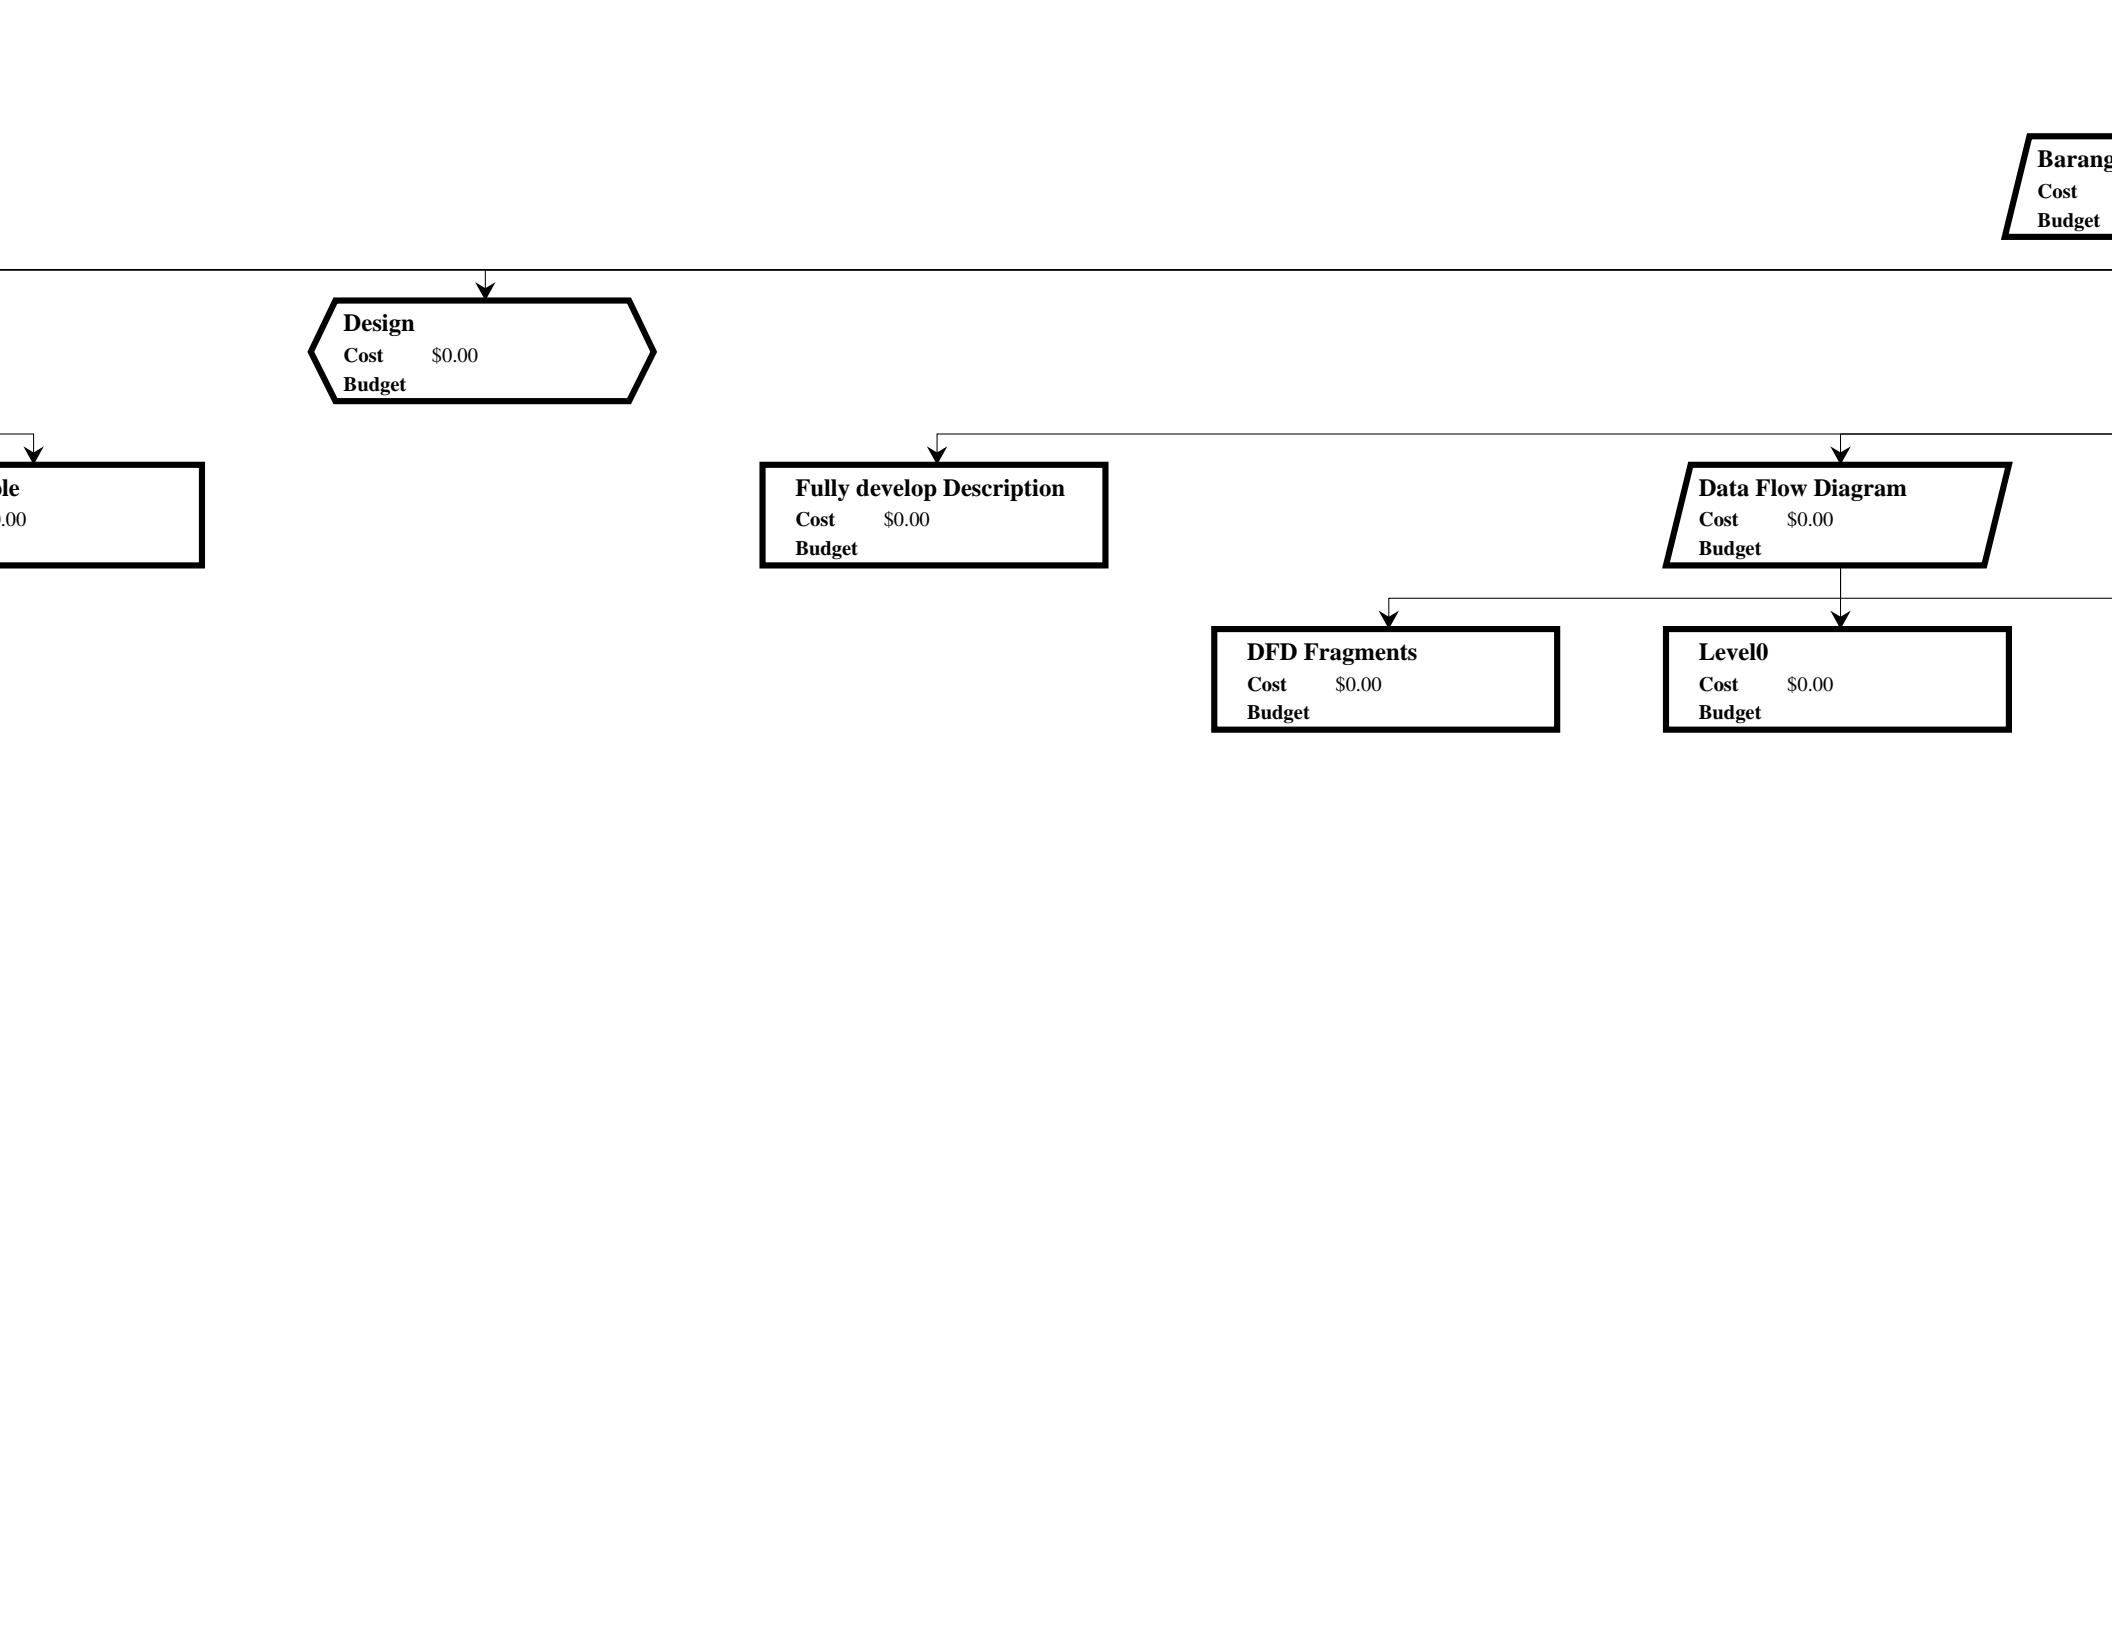 Barang
Cost
Budget
Design
Cost $0.00
Budget
le
.00
Fully develop Description
Cost $0.00
Budget
Data Flow Diagram
Cost $0.00
Budget
DFD Fragments
Cost $0.00
Budget
Level0
Cost $0.00
Budget